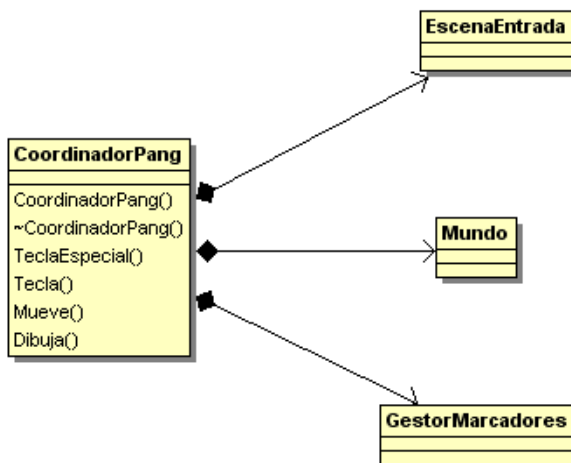 EscenaEntrada
CoordinadorPang
CoordinadorPang()
~CoordinadorPang()
TeclaEspecial()
Tecla()
Mueve()
Dibuja()
Mundo
GestorMarcadores